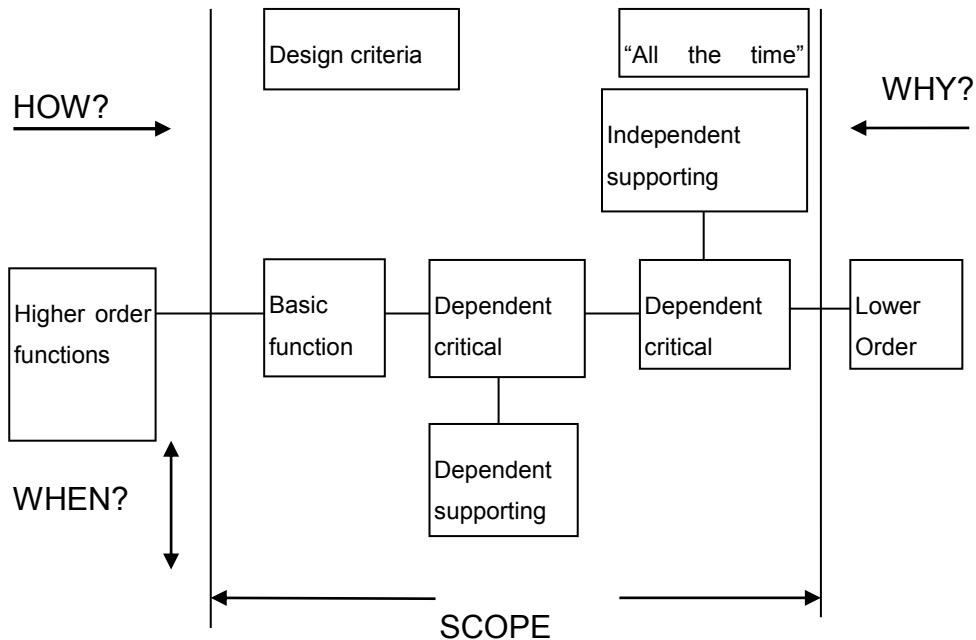 Design criteria
“All the time”
HOW?
WHY?
Independent
supporting
Higher order
functions
Basic
function
Dependent
critical
Dependent
critical
Lower
Order
Dependent
supporting
WHEN?
SCOPE